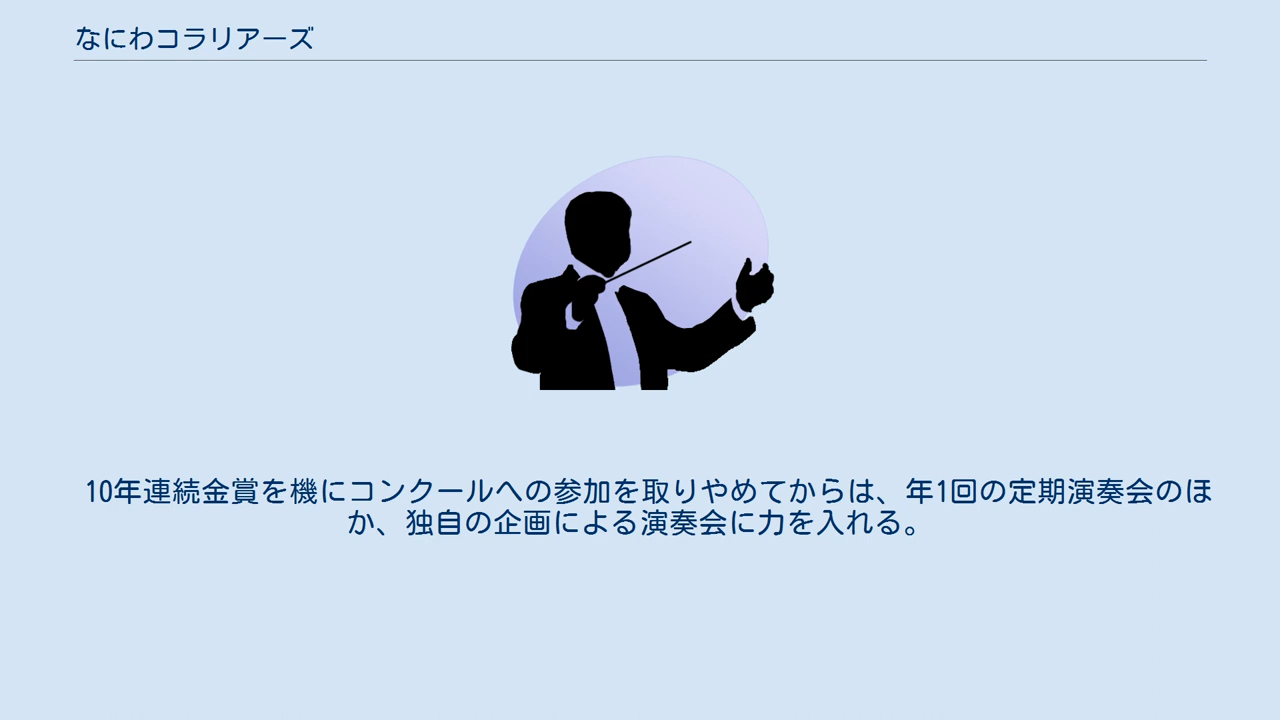 なにわコラリアーズ
10年連続金賞を機にコンクールへの参加を取りやめてからは、年1回の定期演奏会のほ
か、独自の企画による演奏会に力を入れる。